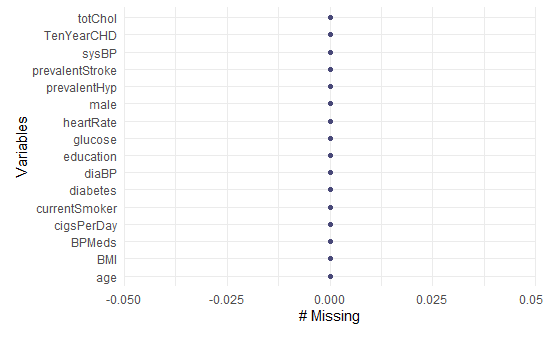 totChol
TenYearCHD
sysBP
prevalentStroke
prevalentHyp
male
heartRate
glucose
education
diaBP
diabetes
currentSmoker
cigsPerDay
BPMeds
BMI
age
Variables
-0.050 -0.025 0.000 0.025 0.05
# Missing